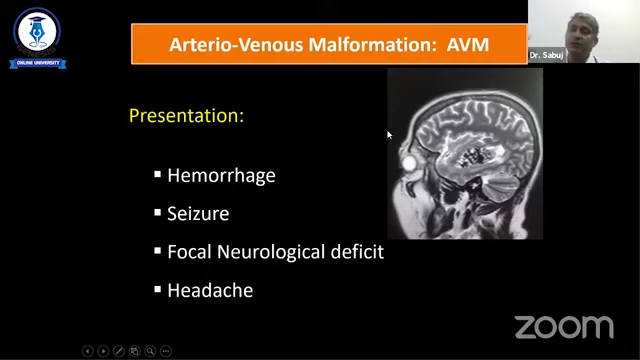 ONLINE UNIVERSITY
Arterio-Venous Malformation: AVM
Dr. Sabuj
Presentation:
▪ Hemorrhage
▪ Seizure
▪ Focal Neurological deficit
▪ Headache
zoom